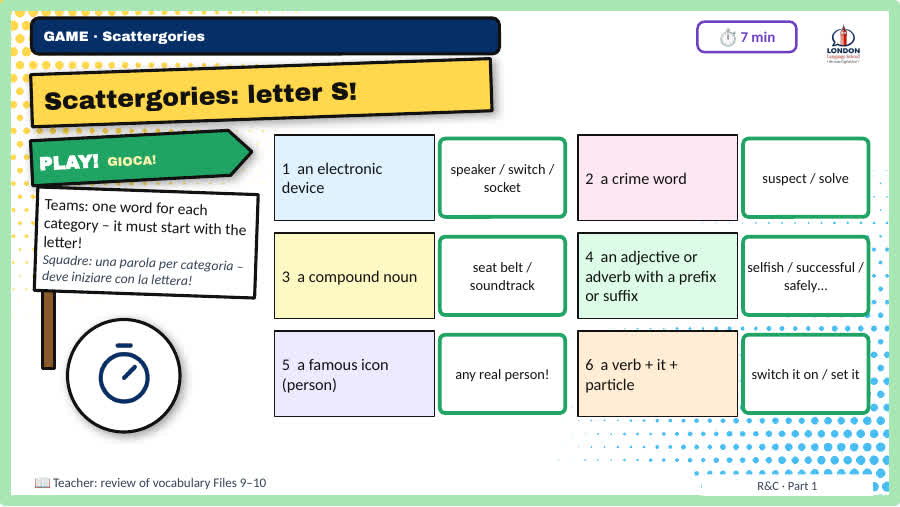 GAME · Scattergories
⏱️ 7 min
LONDON
Language School
Scattergories: letter S!
PLAY! GIOCA!
Teams: one word for each
category – it must start with the
letter!
Squadre: una parola per categoria –
deve iniziare con la lettera!
1 an electronic
device
speaker / switch /
socket
2 a crime word
suspect / solve
3 a compound noun
seat belt /
soundtrack
4 an adjective or
adverb with a prefix
or suffix
selfish / successful /
safely...
5 a famous icon
(person)
any real person!
6 a verb + it +
particle
switch it on / set it
📖 Teacher: review of vocabulary Files 9–10
R&C · Part 1